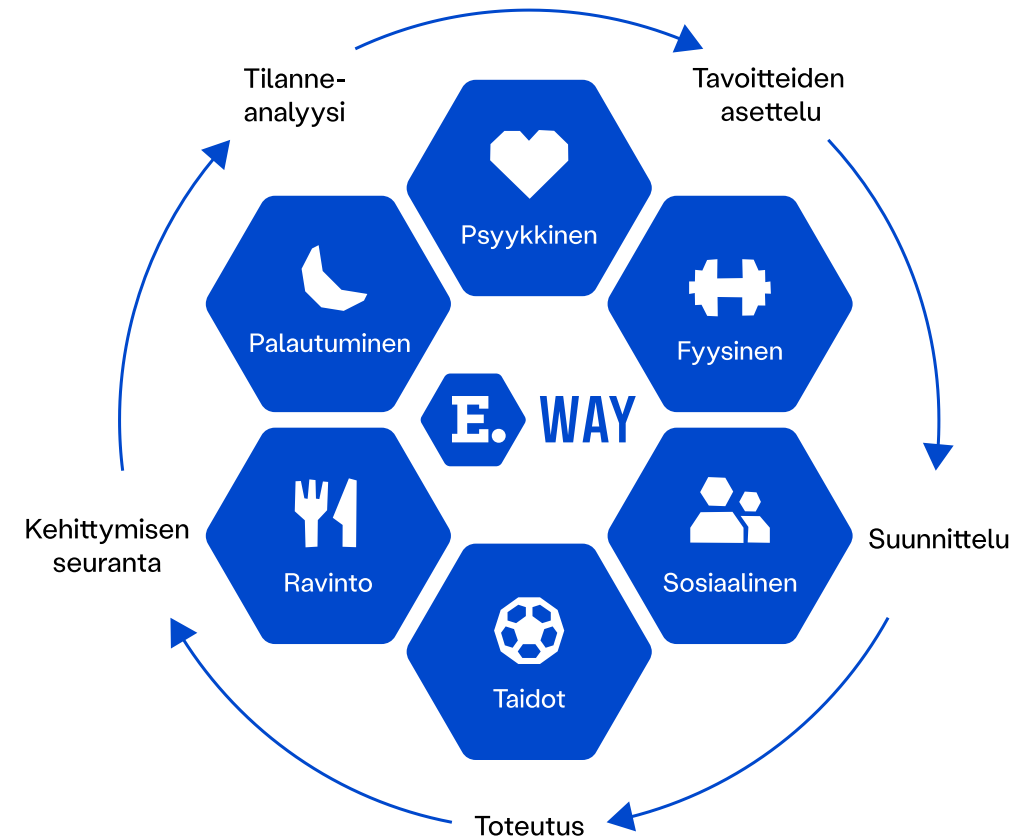 Tilanne-
analyysi
Tavoitteiden
asettelu
Psyykkinen
Palautuminen
Fyysinen
E. WAY
Kehittymisen
seuranta
Suunnittelu
Ravinto
Sosiaalinen
Taidot
Toteutus